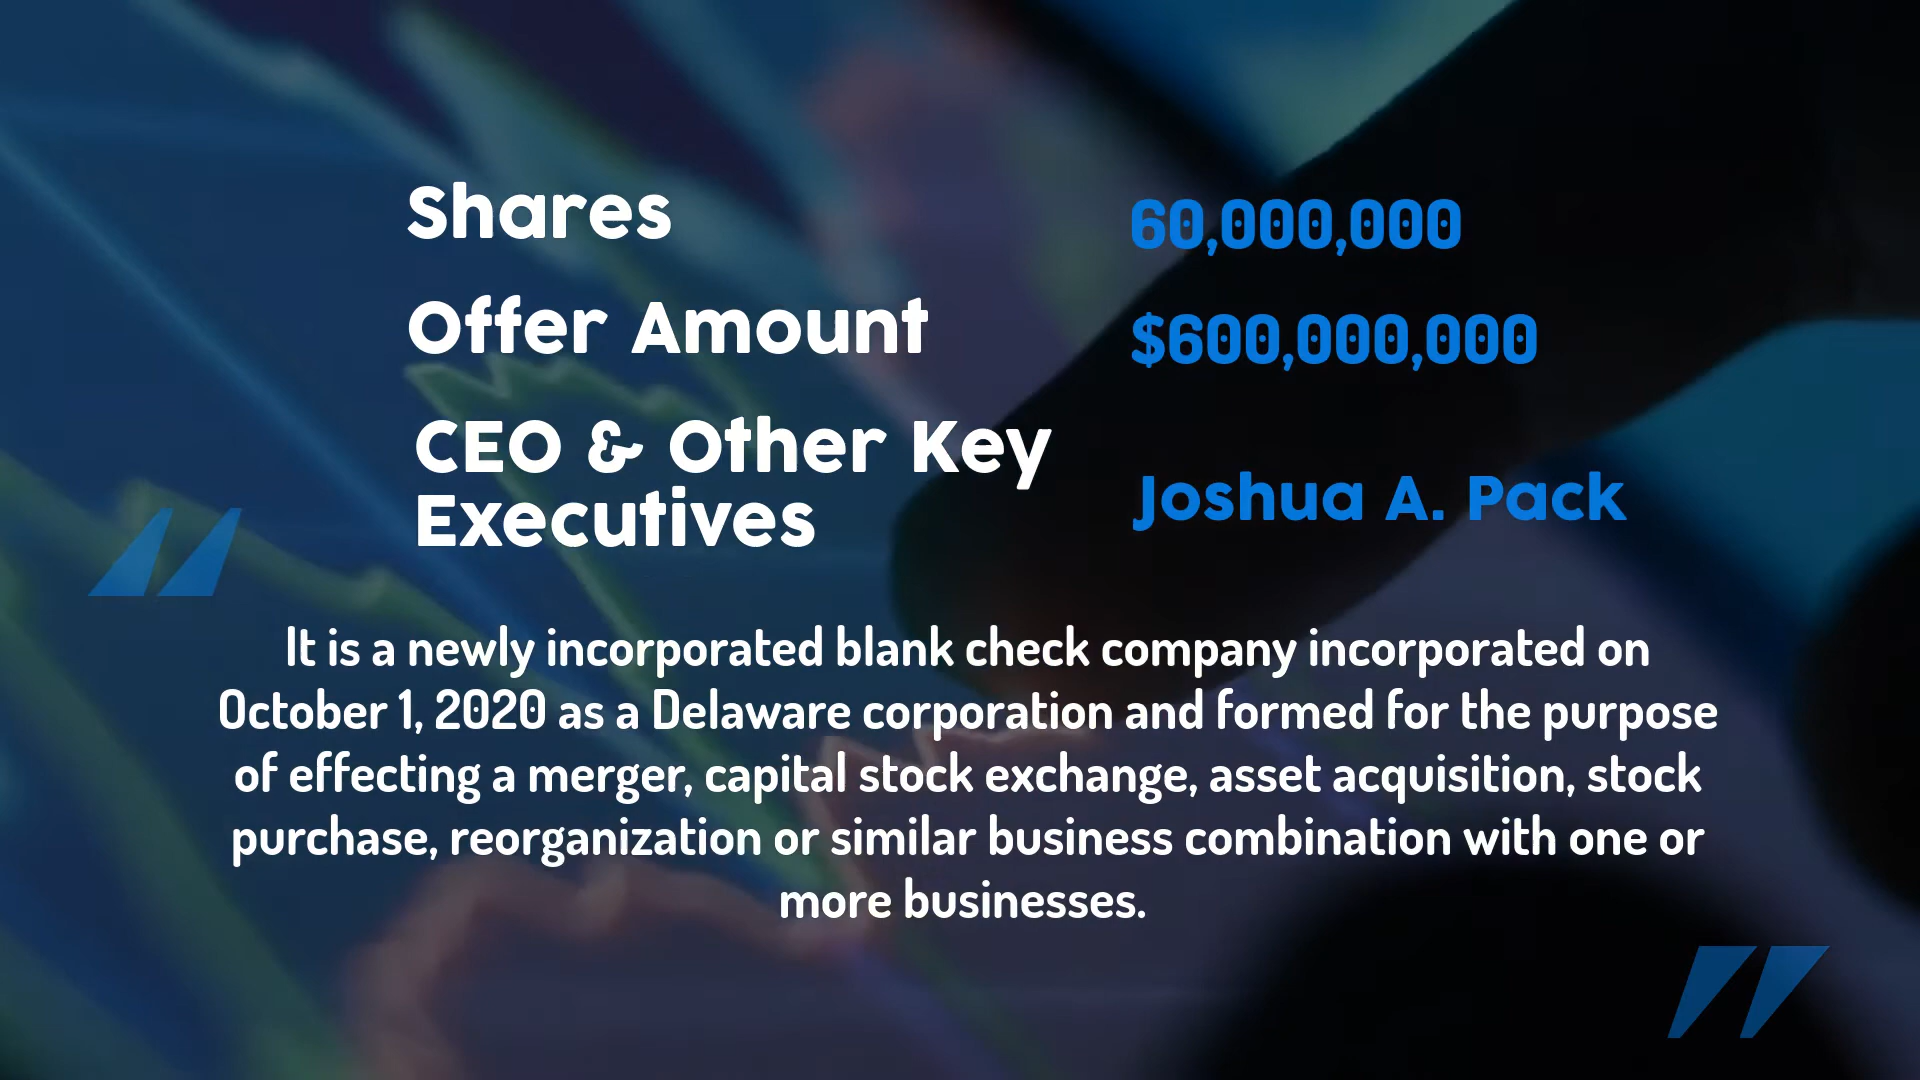 Shares 60,000,000
Offer Amount $600,000,000
CEO & Other Key
Executives
Joshua A. Pack
It is a newly incorporated blank check company incorporated on
October 1, 2020 as a Delaware corporation and formed for the purpose
of effecting a merger, capital stock exchange, asset acquisition, stock
purchase, reorganization or similar business combination with one or
more businesses.